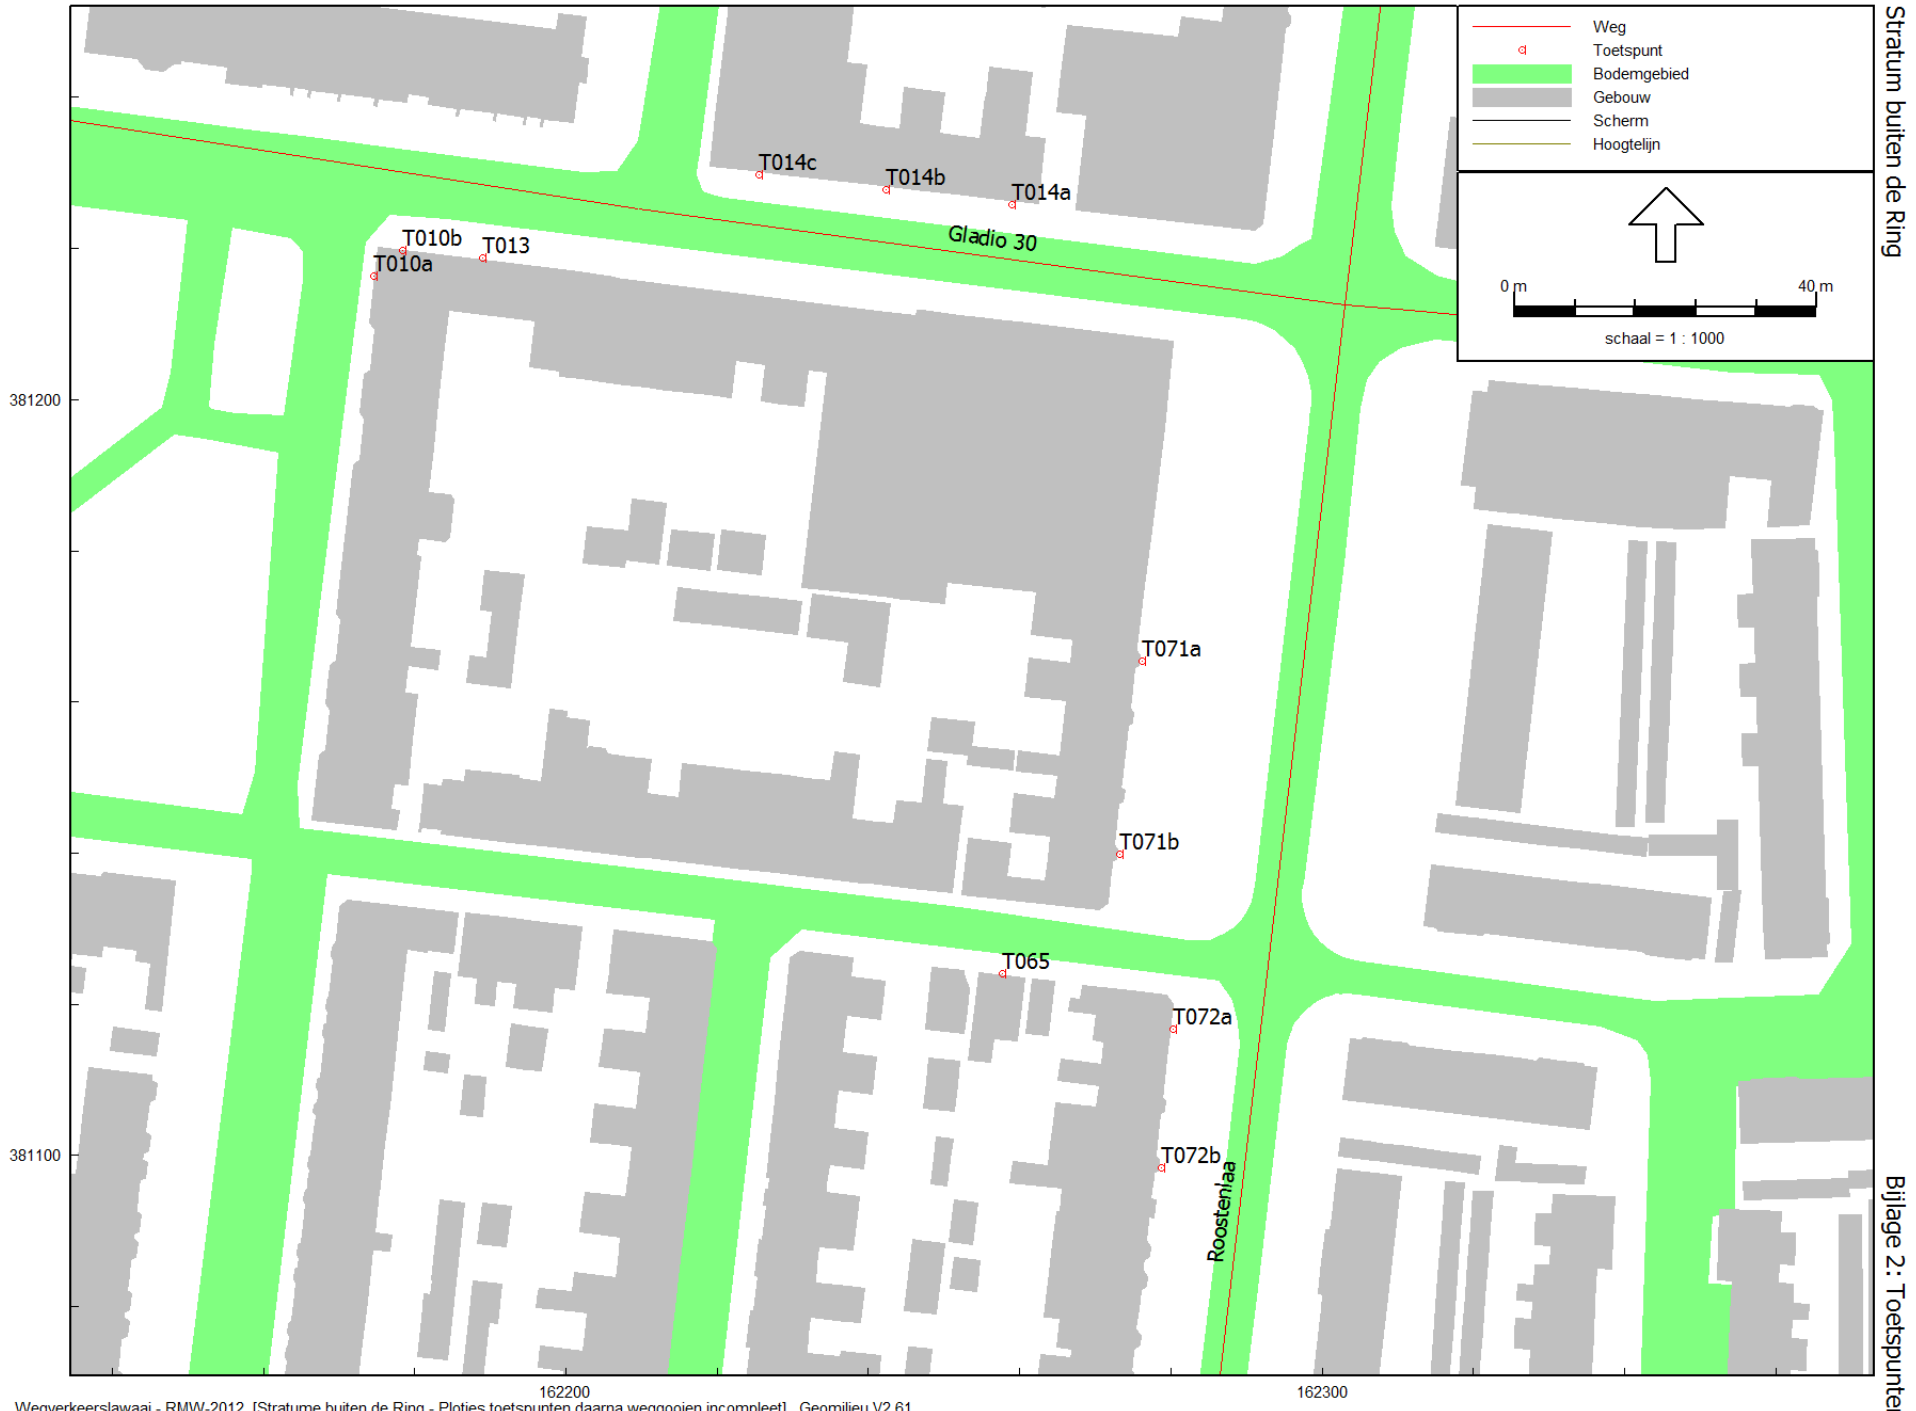 Weg
Toetspunt
Bodemgebied
Gebouw
Scherm
Hoogtelijn
Stratum buiten de Ring
0 m 40 m
schaal = 1 : 1000
T014c
T014b
T014a
Gladio 30
T010b
T013
T010a
381200
T071a
T071b
T065
T072a
T072b
381100
Roostenlaa
Bijlage 2: Toetspunten
162200
162300
Wegverkeerslawaai - RMW-2012, [Stratume buiten de Ring - Plotjes toetspunten daarna weggooien incompleet], Geomilieu V2.61